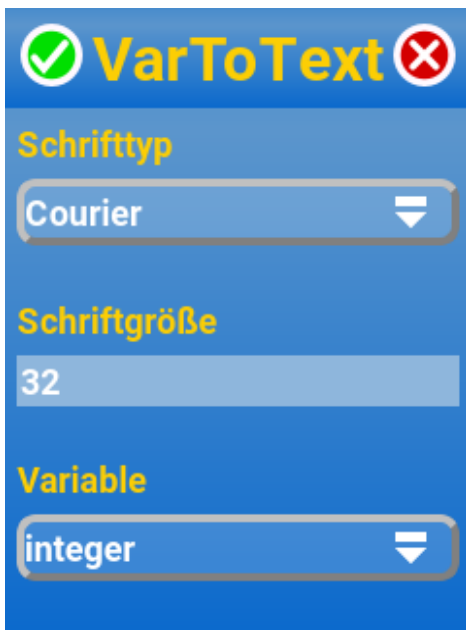 VarToText
Schrifttyp
Courier
Schriftgröße
32
Variable
integer